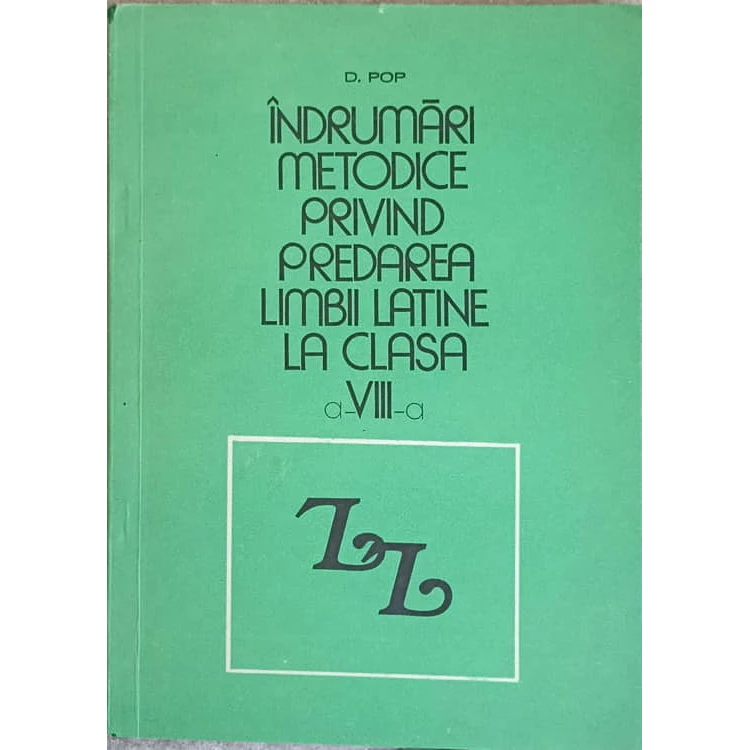 D. POP
ÎNDRUMĂRI
METODICE
PRIVIND
PREDAREA
LIMBII LATINE
LA CLASA
a-VIII-a
LL